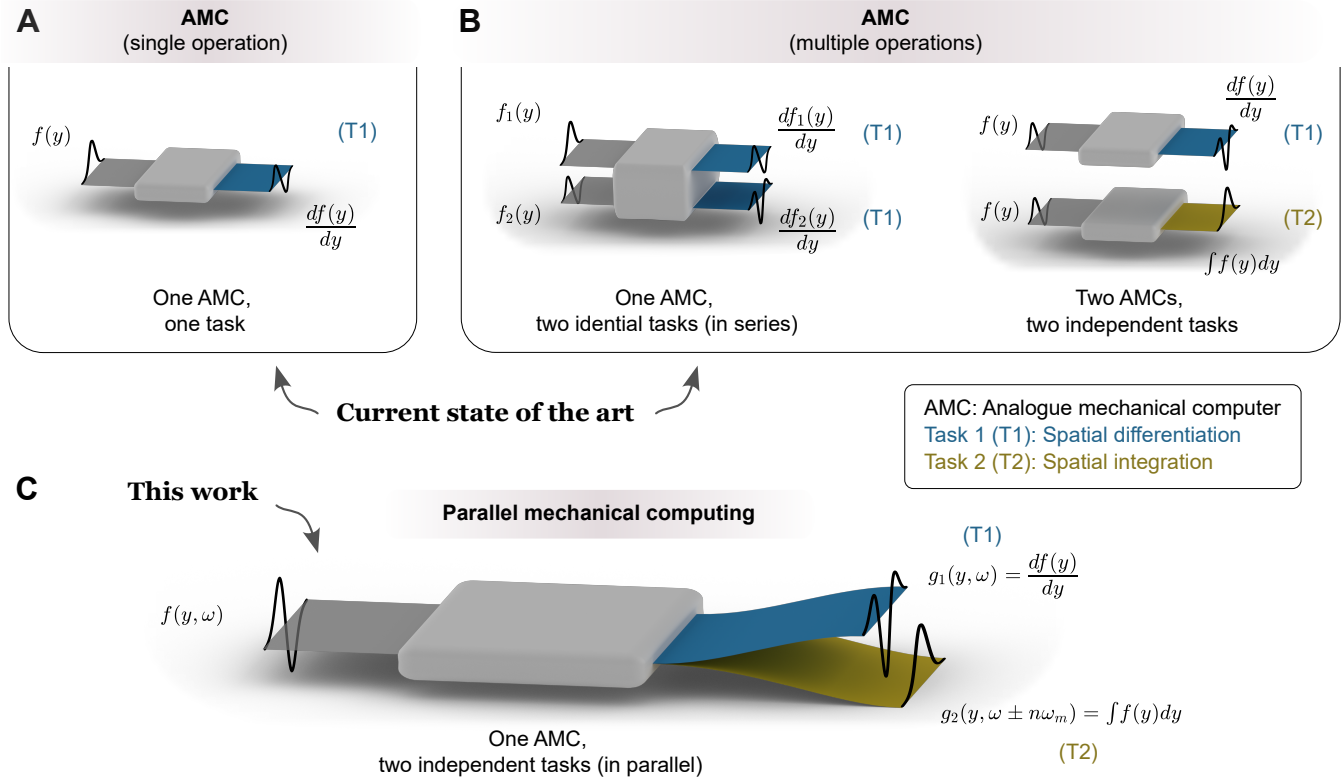 A
AMC
(single operation)
f(y)
(T1)
df(y)
dy
One AMC,
one task
B
AMC
(multiple operations)
f₁(y)
df₁(y)
dy
(T1)
f₂(y)
df₂(y)
dy
(T1)
One AMC,
two idential tasks (in series)
f(y)
df(y)
dy
(T1)
f(y)
(T2)
∫f(y)dy
Two AMCs,
two independent tasks
Current state of the art
AMC: Analogue mechanical computer
Task 1 (T1): Spatial differentiation
Task 2 (T2): Spatial integration
C
This work
Parallel mechanical computing
f(y, ω)
(T1)
g₁(y, ω) = df(y)
dy
g₂(y, ω ± nωₘ) = ∫f(y)dy
(T2)
One AMC,
two independent tasks (in parallel)